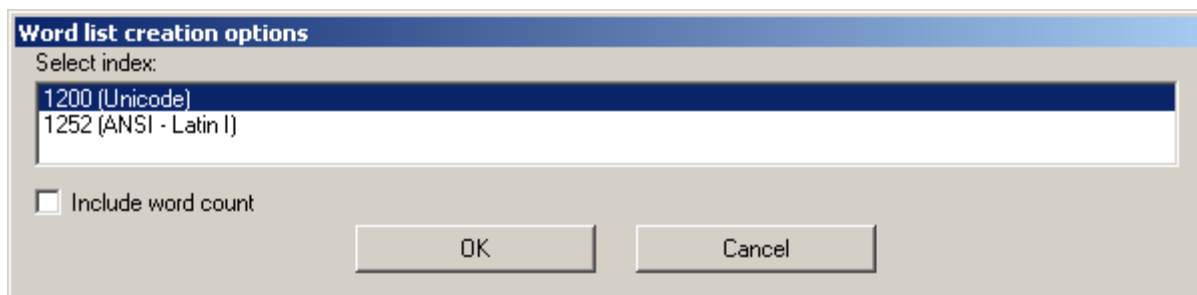 Word list creation options
Select index:
1200 (Unicode)
1252 (ANSI - Latin I)
Include word count
OK Cancel